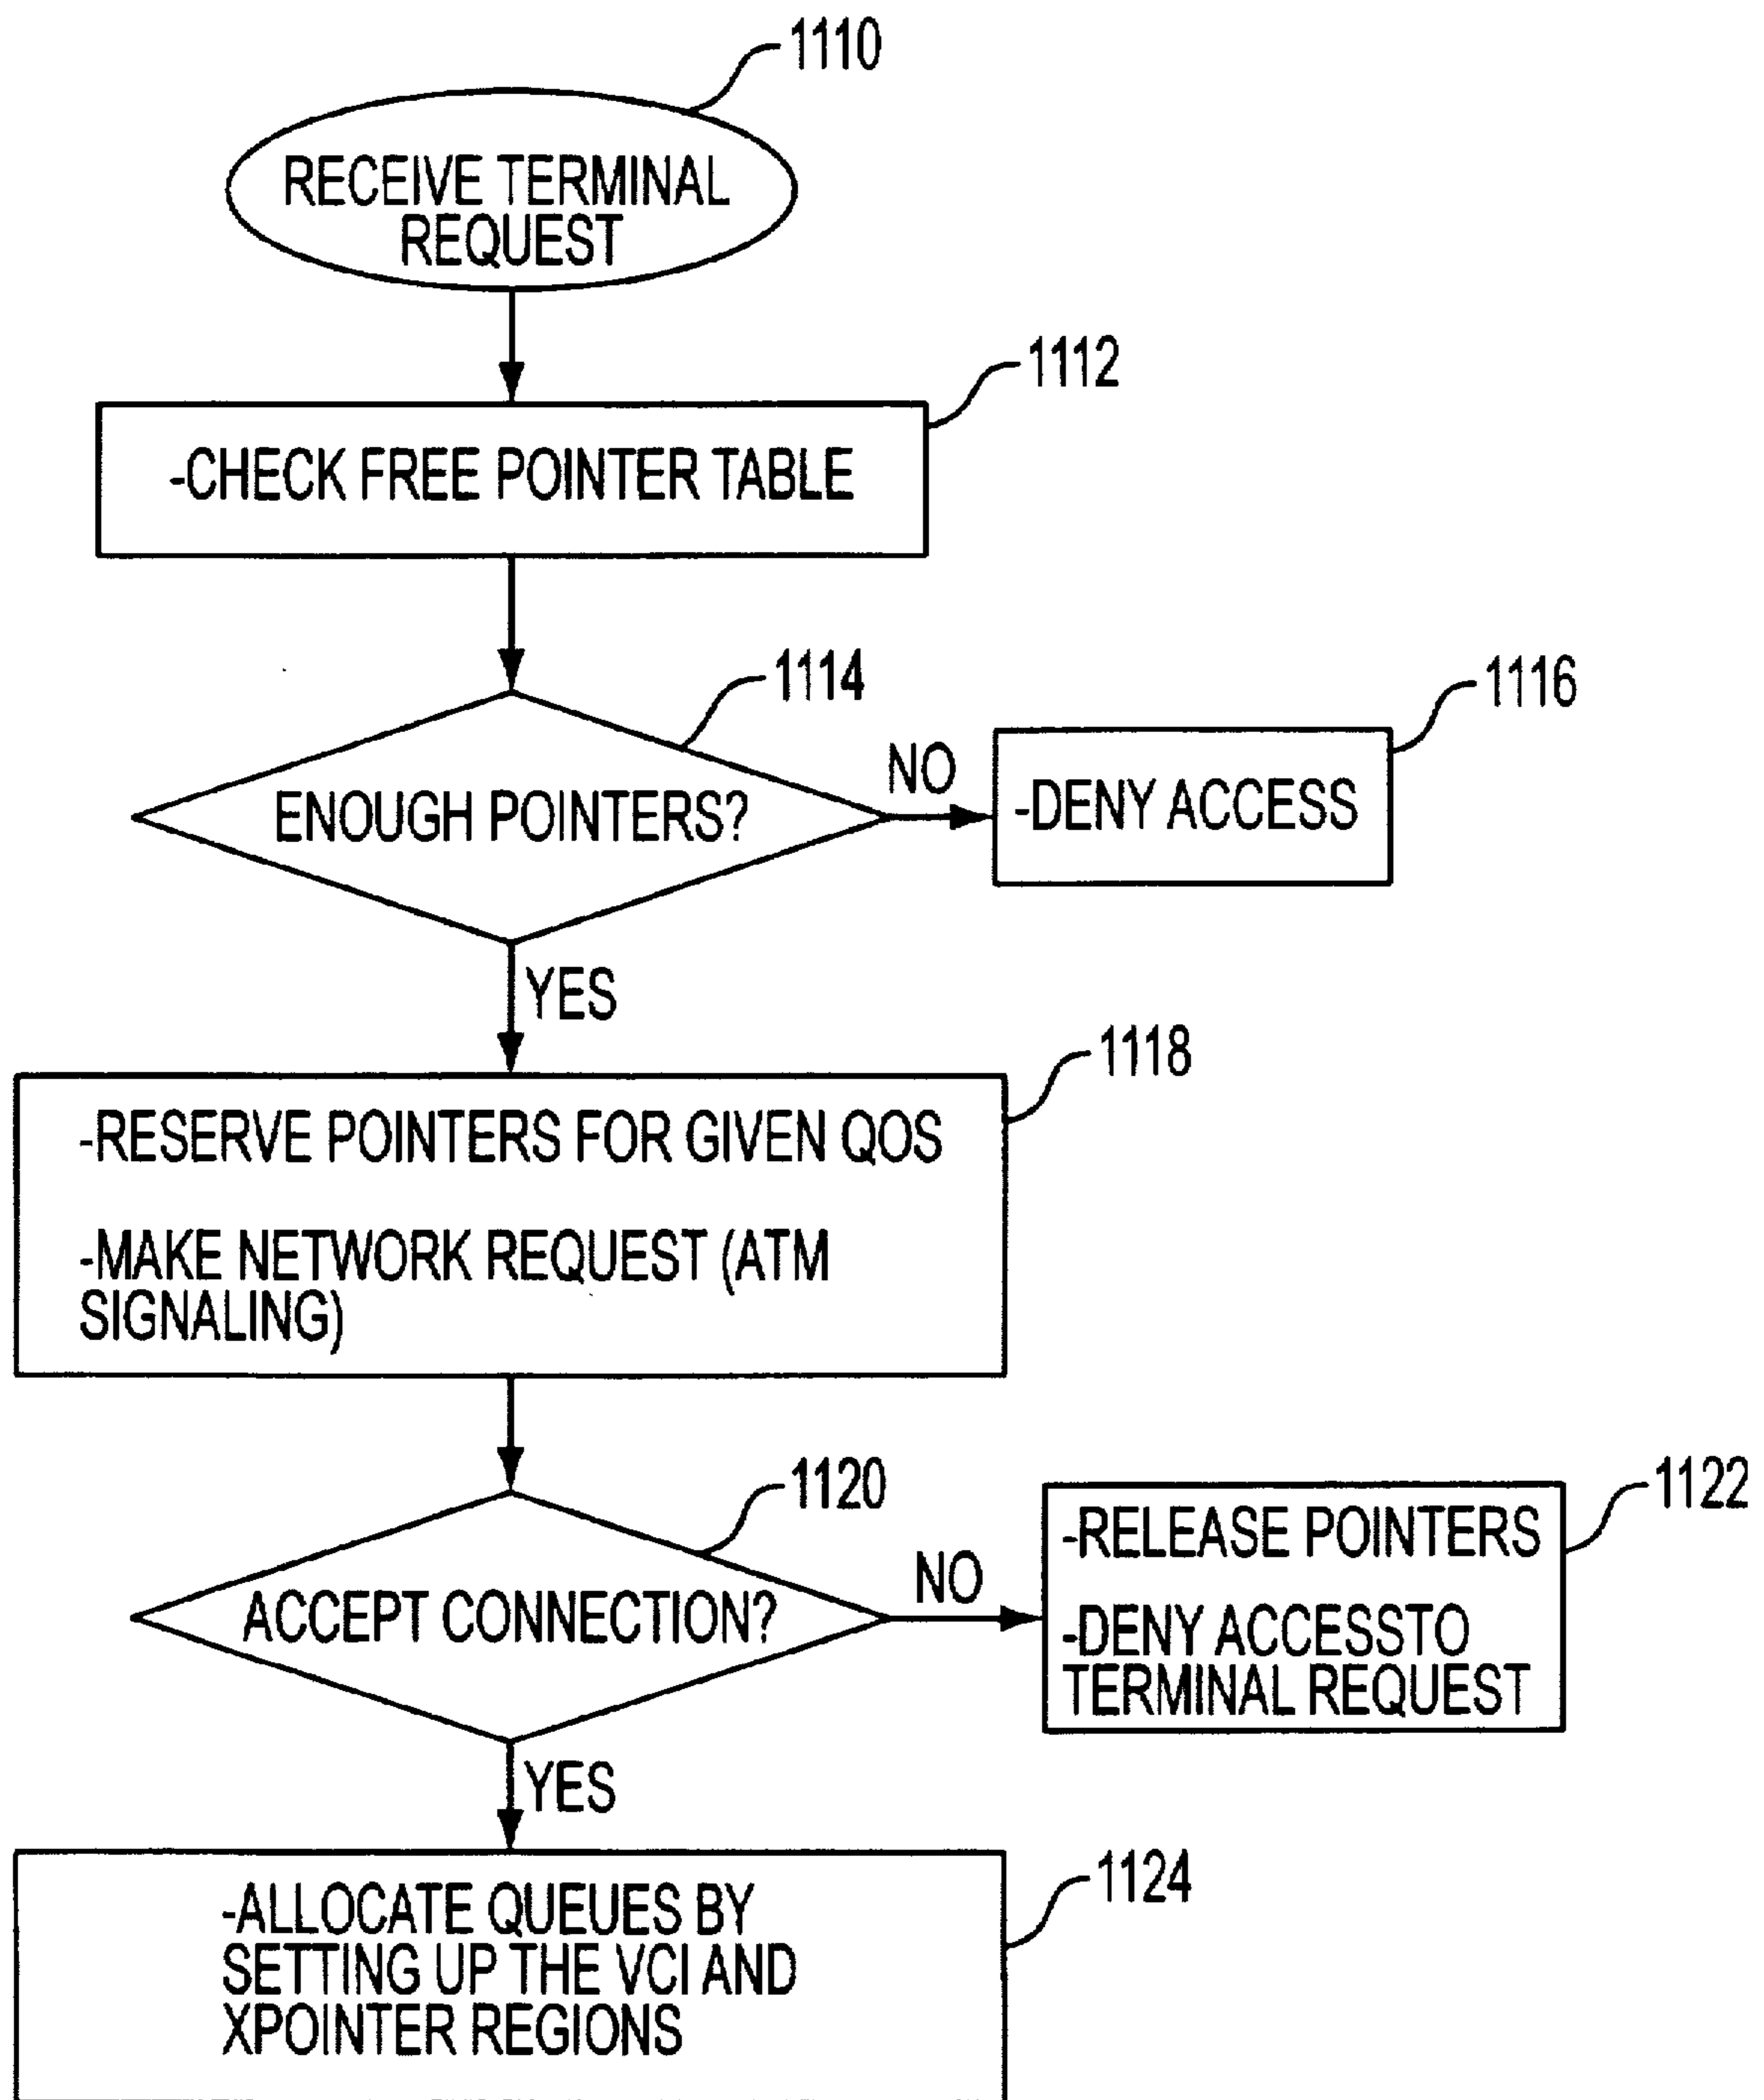 1110
RECEIVE TERMINAL
REQUEST
1112
-CHECK FREE POINTER TABLE
1114
ENOUGH POINTERS?
NO
1116
-DENY ACCESS
YES
1118
-RESERVE POINTERS FOR GIVEN QOS
-MAKE NETWORK REQUEST (ATM
SIGNALING)
1120
ACCEPT CONNECTION?
NO
1122
-RELEASE POINTERS
-DENY ACCESSTO
TERMINAL REQUEST
YES
1124
-ALLOCATE QUEUES BY
SETTING UP THE VCI AND
XPOINTER REGIONS